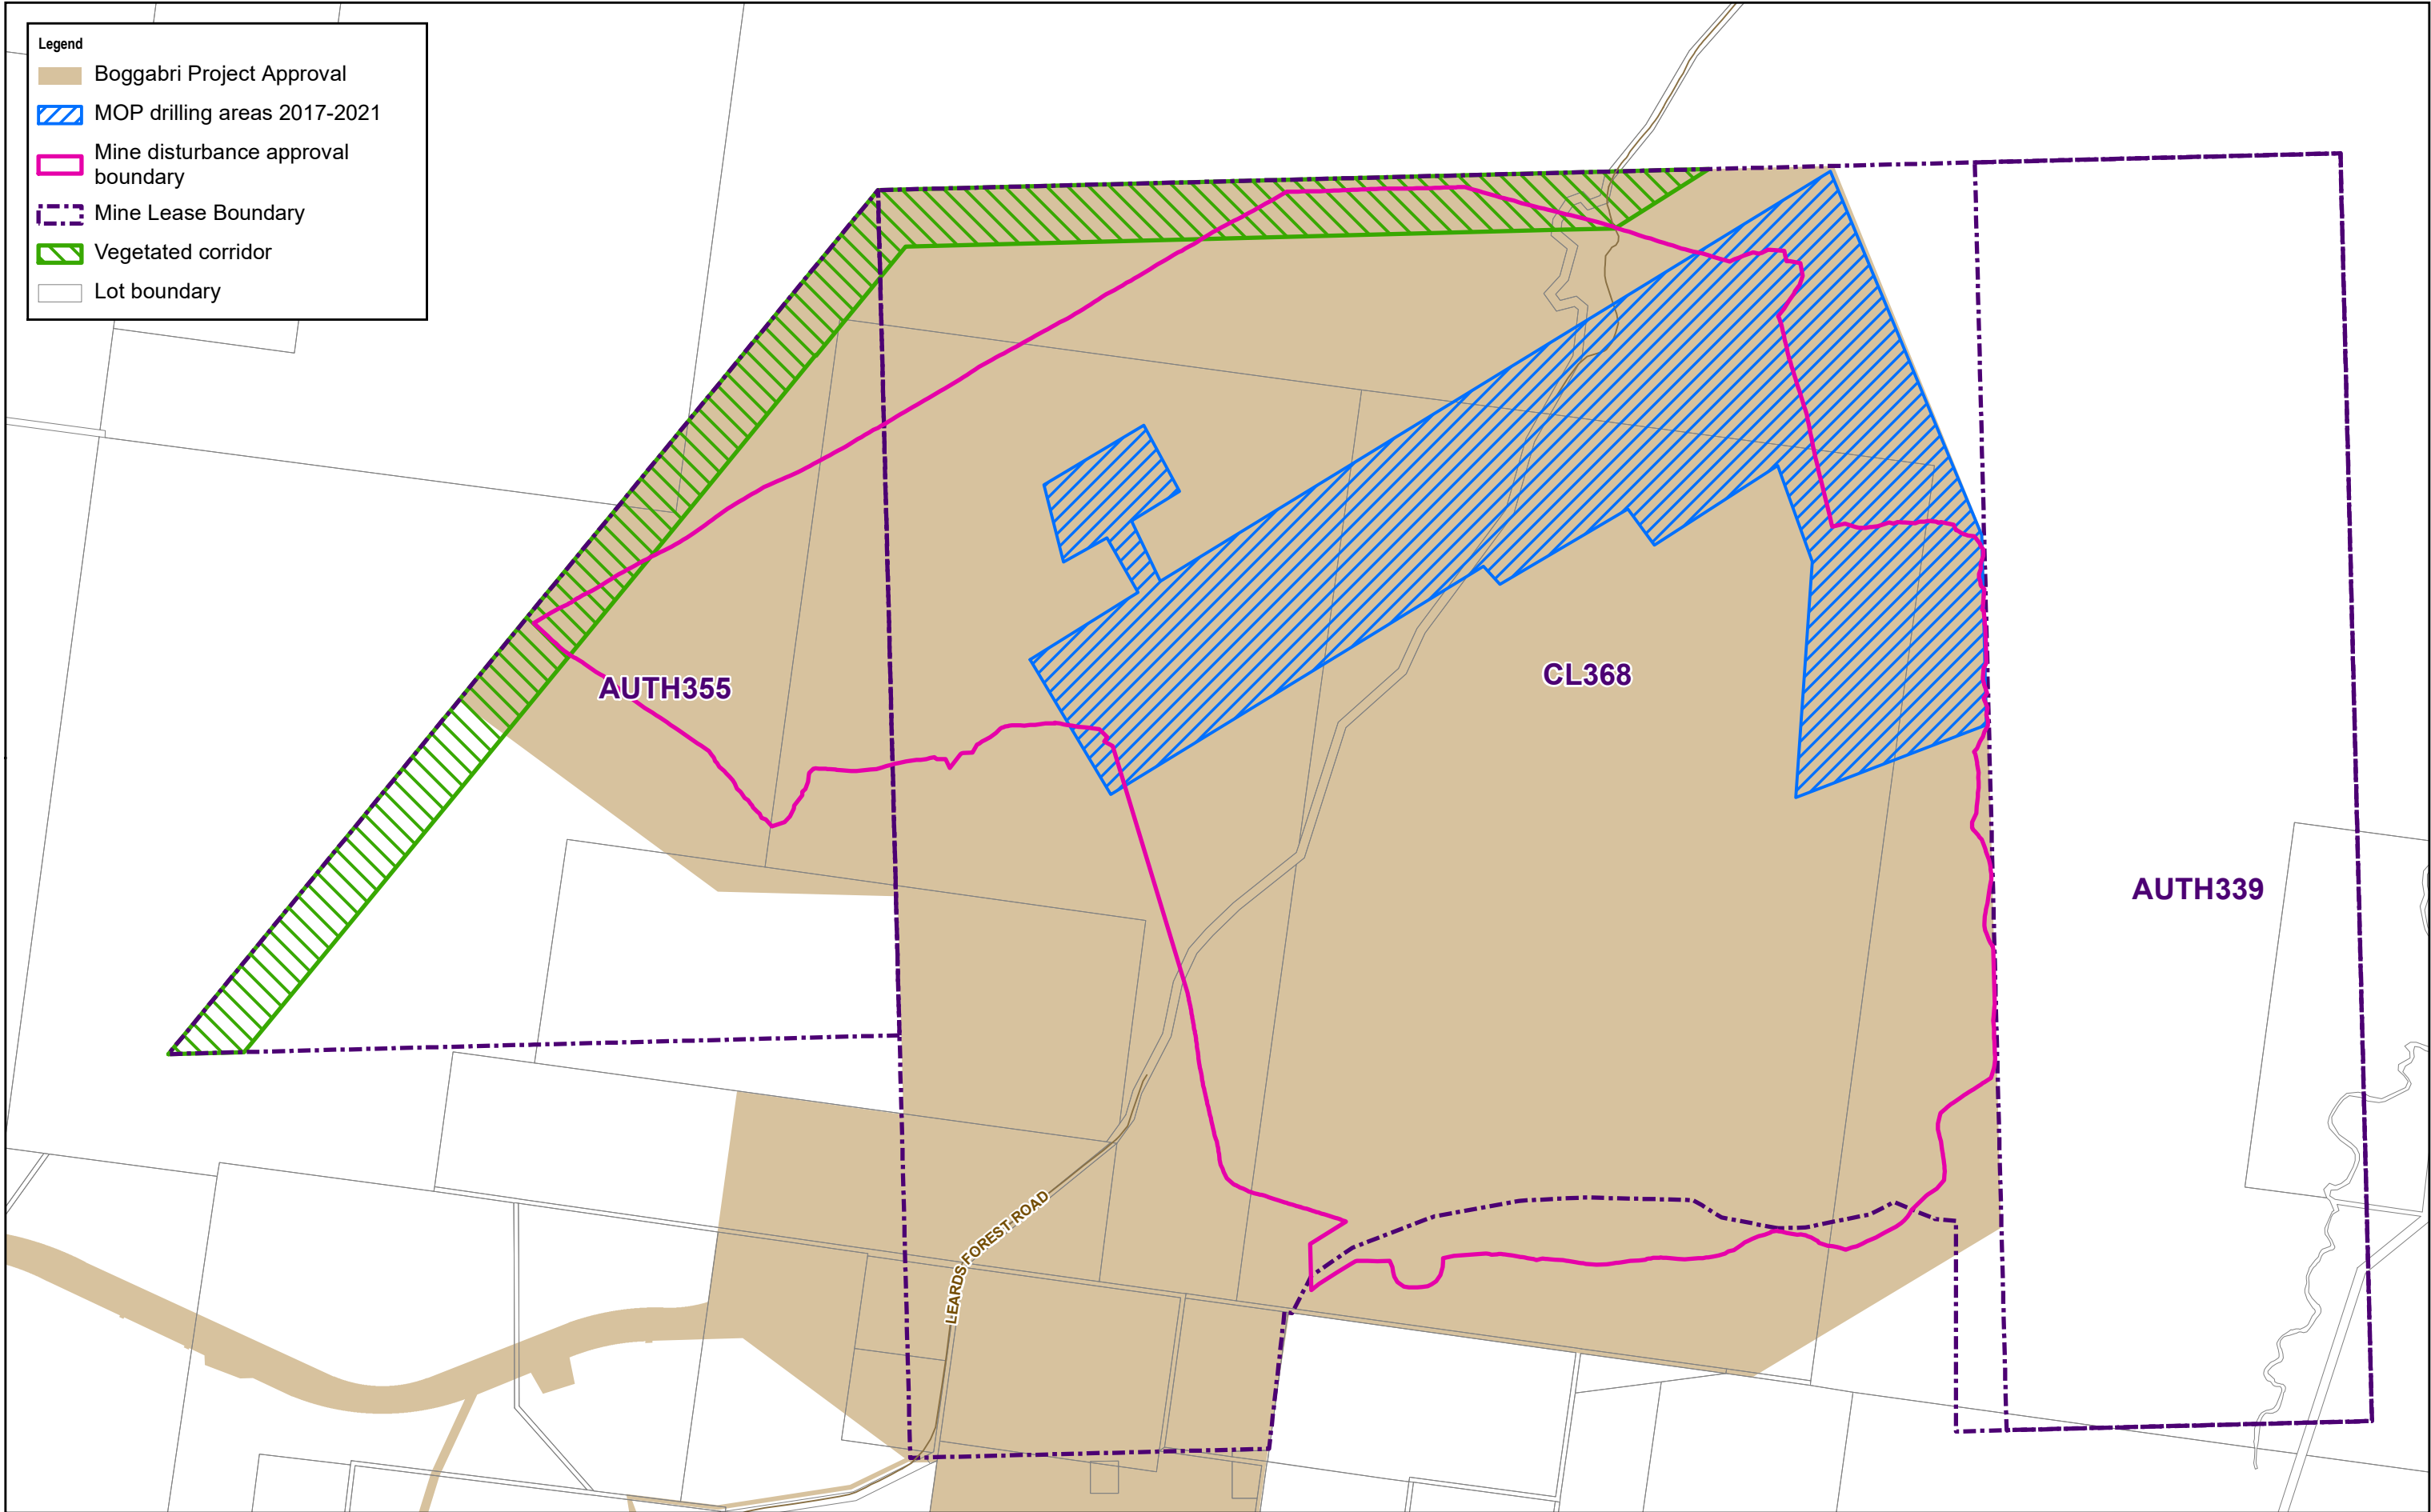 Legend
Boggabri Project Approval
MOP drilling areas 2017-2021
Mine disturbance approval
boundary
Mine Lease Boundary
Vegetated corridor
Lot boundary
AUTH355
CL368
AUTH339
LEARDS FOREST ROAD